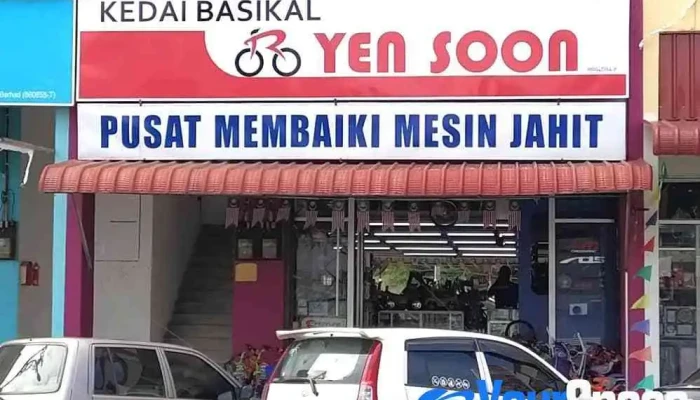 KEDAI BASIKAL
YEN SOON
PUSAT MEMBAIKI MESIN JAHIT